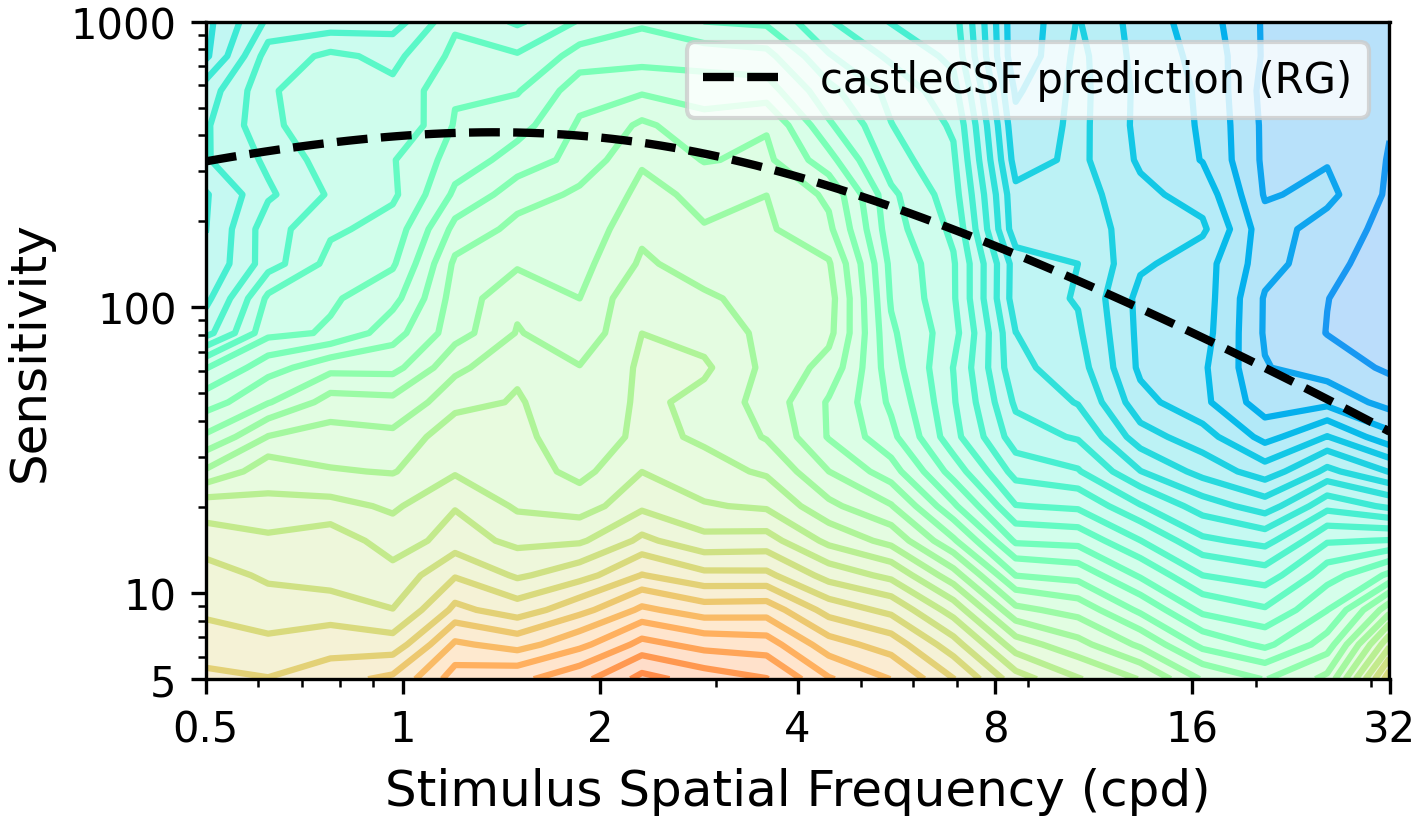 1000
castleCSF prediction (RG)
100
Sensitivity
10
5
0.5 1 2 4 8 16 32
Stimulus Spatial Frequency (cpd)